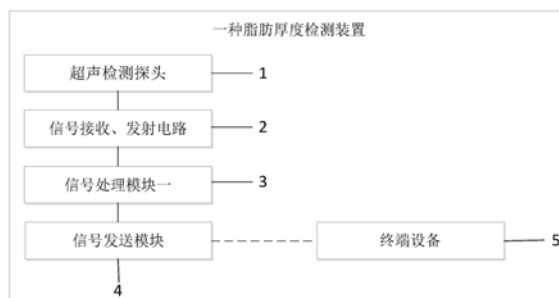 一种脂肪厚度检测装置
超声检测探头 1
信号接收、发射电路 2
信号处理模块一 3
信号发送模块 终端设备 5
4